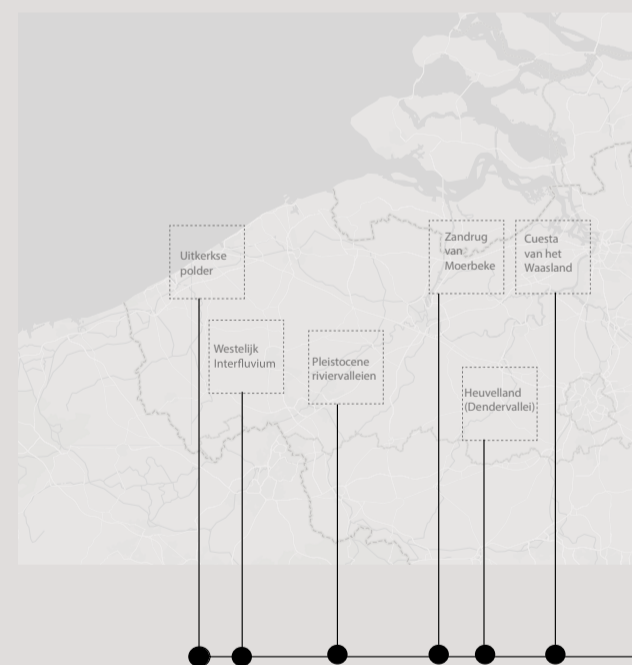 Uitkerkse
polder
Zandrug
van
Moerbeke
Cuesta
van het
Waasland
Westelijk
Interfluvium
Pleistocene
riviervalleien
Heuvelland
(Dendervallei)